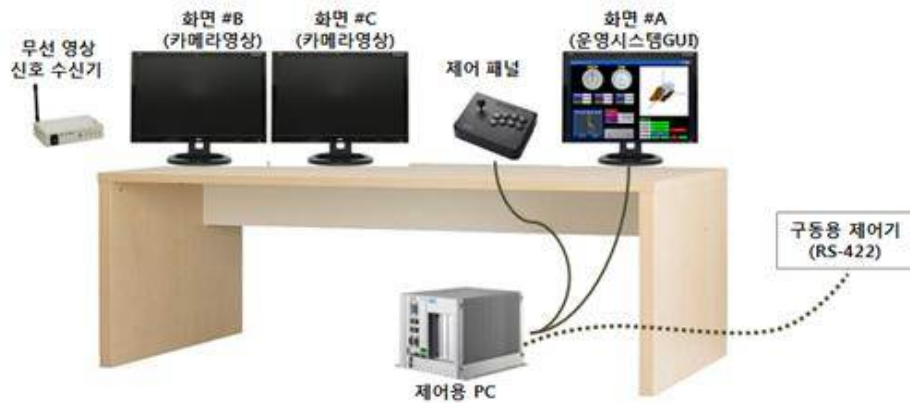 화면 #B
(카메라영상)
화면 #C
(카메라영상)
화면 #A
(운영시스템GUI)
무선 영상
신호 수신기
제어 패널
구동용 제어기
(RS-422)
제어용 PC